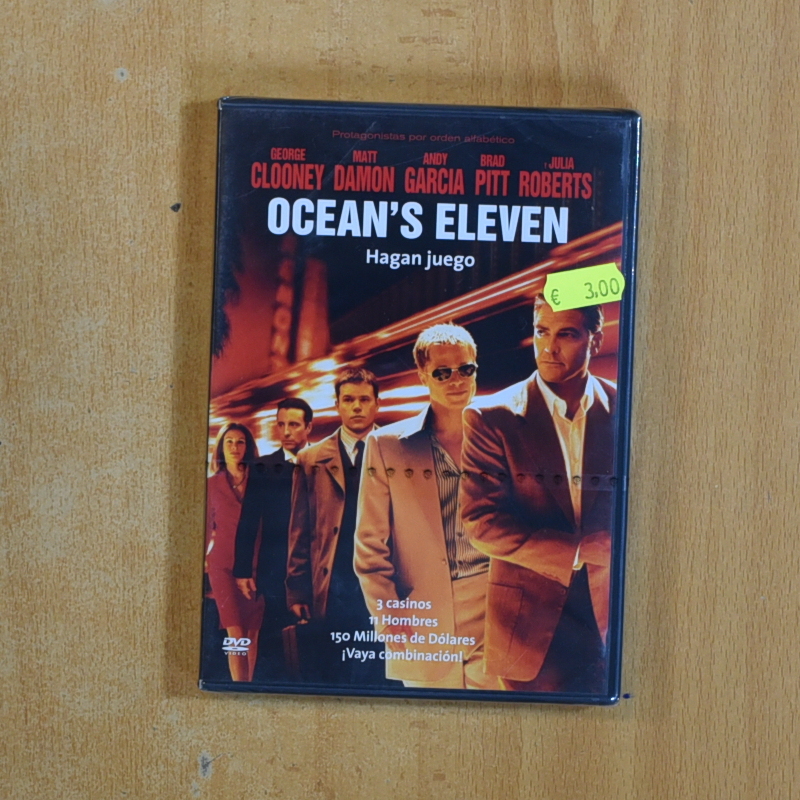 Protagonistas por orden alfabético
GEORGE CLOONEY MATT DAMON ANDY GARCIA BRAD PITT Y JULIA ROBERTS
OCEAN'S ELEVEN
Hagan juego
€ 3,00
3 casinos
11 Hombres
150 Millones de Dólares
¡Vaya combinación!
DVD
VIDEO